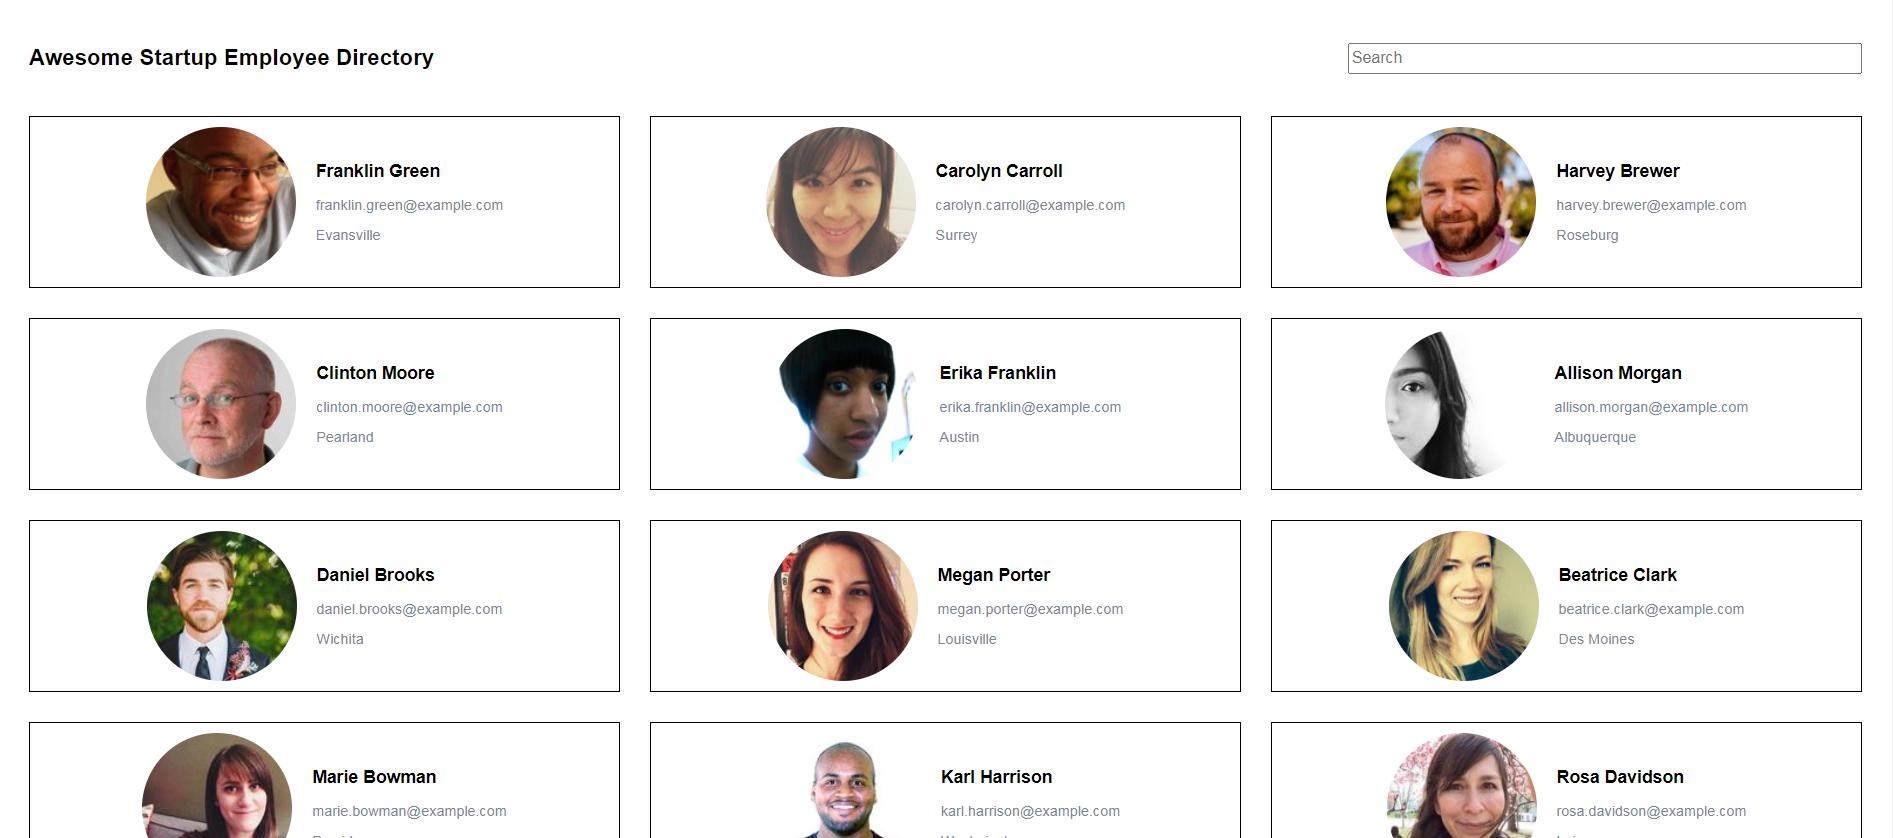 Awesome Startup Employee Directory
Search
Franklin Green
franklin.green@example.com
Evansville
Carolyn Carroll
carolyn.carroll@example.com
Surrey
Harvey Brewer
harvey.brewer@example.com
Roseburg
Clinton Moore
clinton.moore@example.com
Pearland
Erika Franklin
erika.franklin@example.com
Austin
Allison Morgan
allison.morgan@example.com
Albuquerque
Daniel Brooks
daniel.brooks@example.com
Wichita
Megan Porter
megan.porter@example.com
Louisville
Beatrice Clark
beatrice.clark@example.com
Des Moines
Marie Bowman
marie.bowman@example.com
Karl Harrison
karl.harrison@example.com
Rosa Davidson
rosa.davidson@example.com